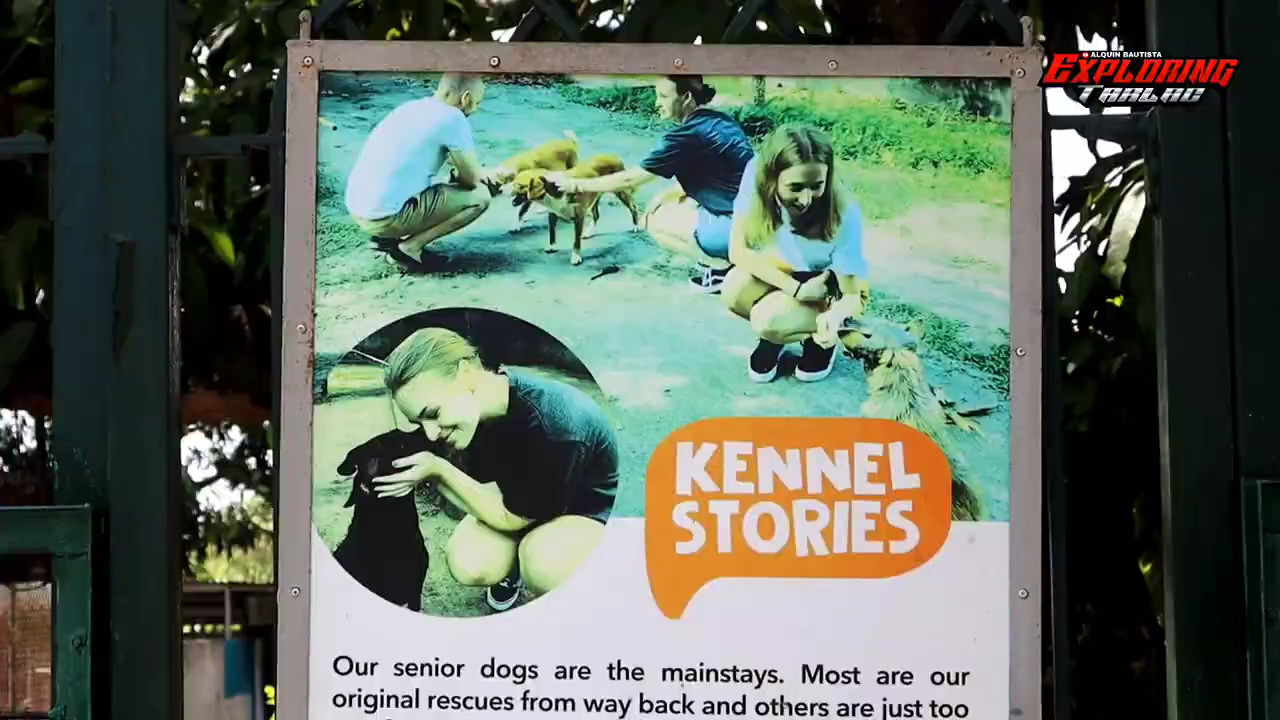 ALQUIN BAUTISTA
EXPLORING
TARLAC
KENNEL
STORIES
Our senior dogs are the mainstays. Most are our
original rescues from way back and others are just too